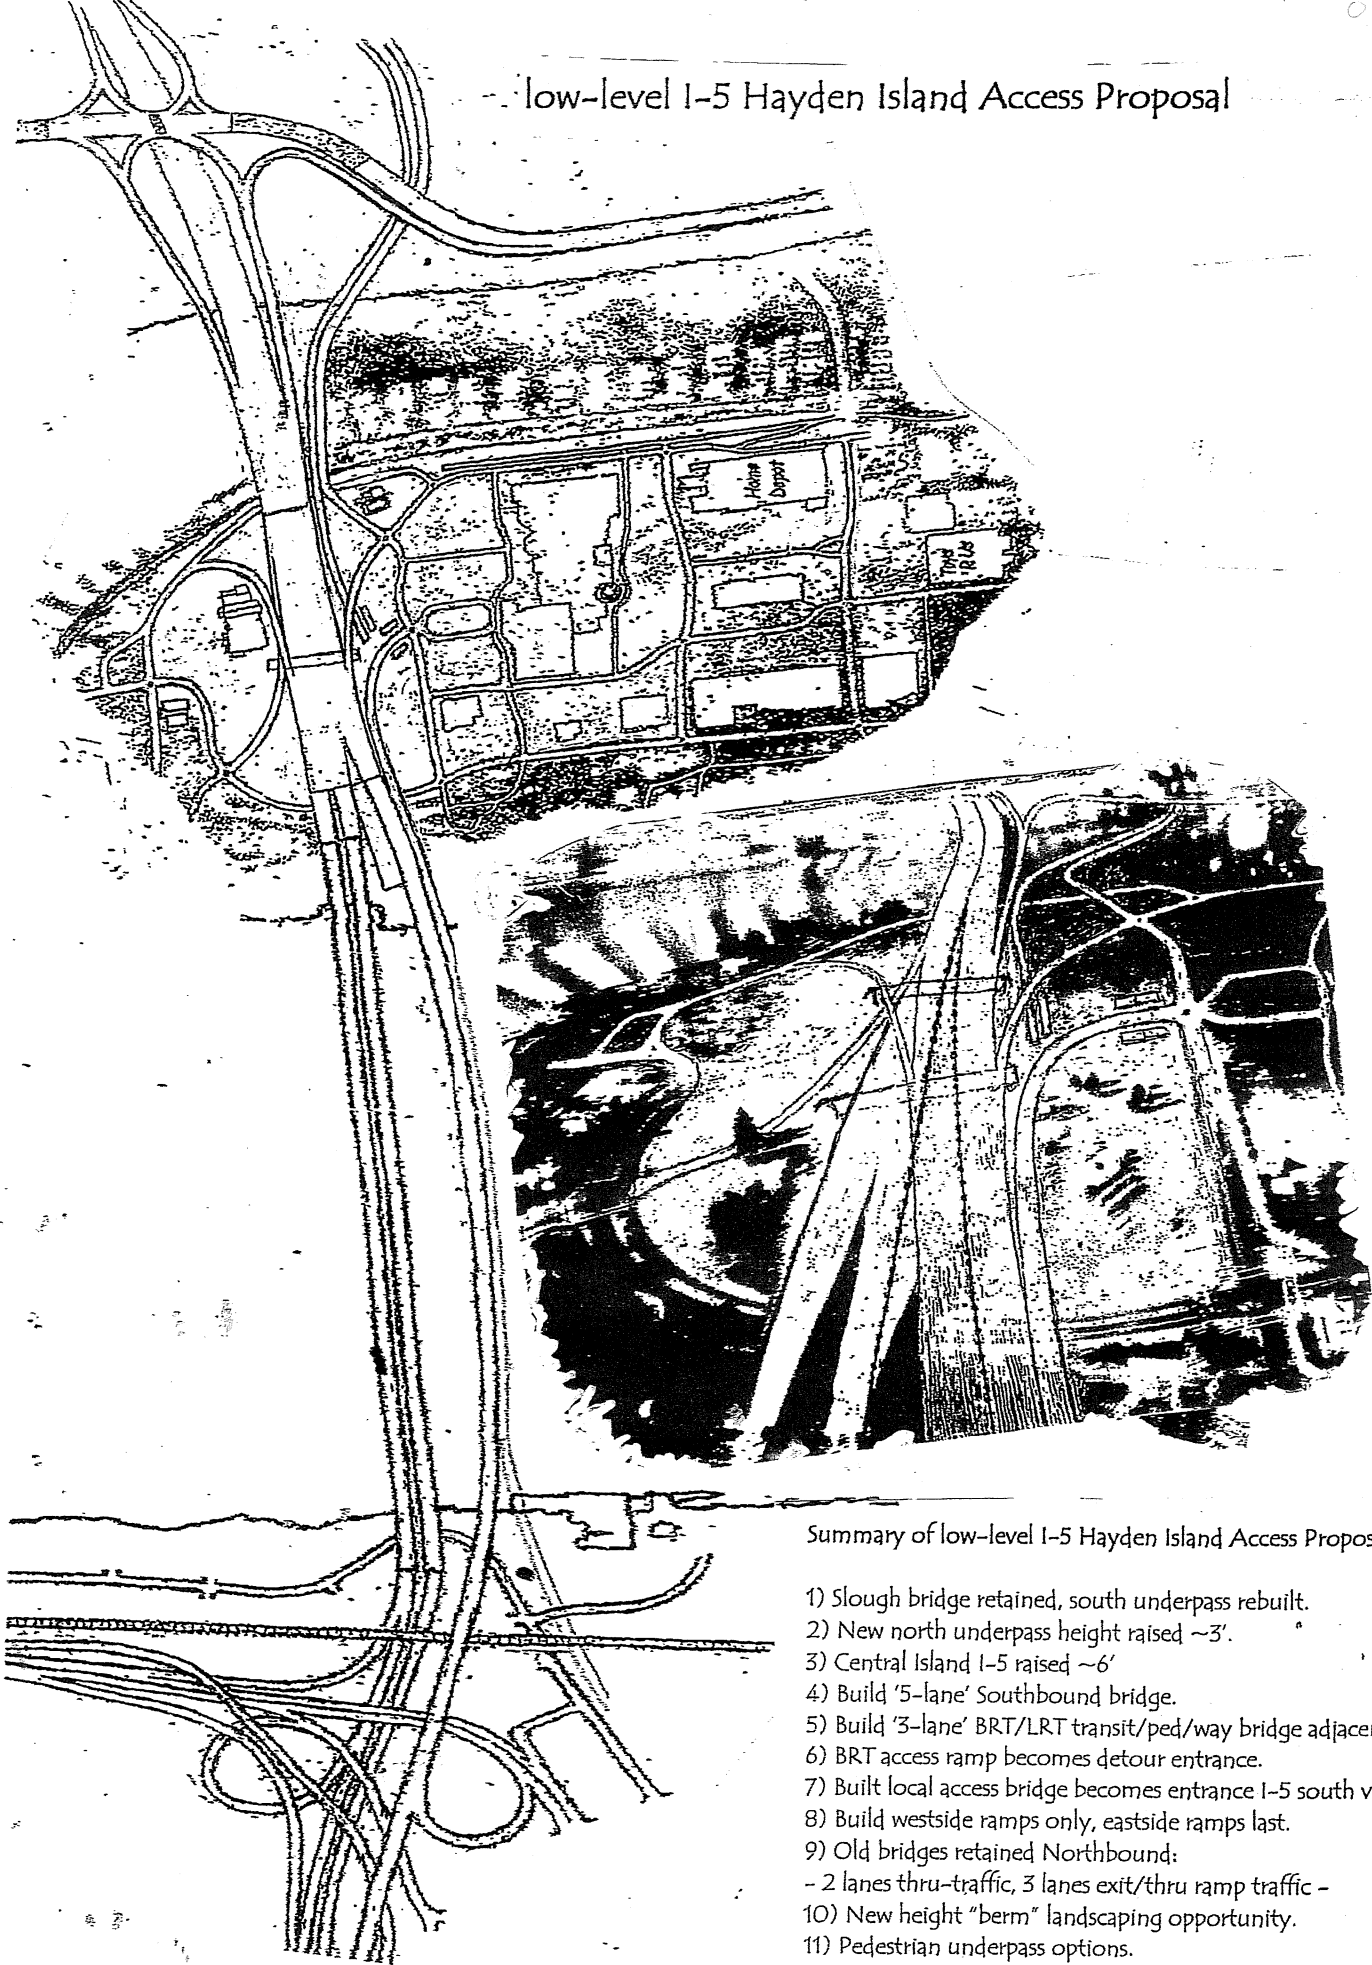 low-level I-5 Hayden Island Access Proposal
Home
Depot
Toys
R Us
Summary of low-level I-5 Hayden Island Access Propos
1) Slough bridge retained, south underpass rebuilt.
2) New north underpass height raised ~3'.
3) Central Island I-5 raised ~6'
4) Build '5-lane' Southbound bridge.
5) Build '3-lane' BRT/LRT transit/ped/way bridge adjace
6) BRT access ramp becomes detour entrance.
7) Built local access bridge becomes entrance I-5 south v
8) Build westside ramps only, eastside ramps last.
9) Old bridges retained Northbound:
- 2 lanes thru-traffic, 3 lanes exit/thru ramp traffic -
10) New height "berm" landscaping opportunity.
11) Pedestrian underpass options.